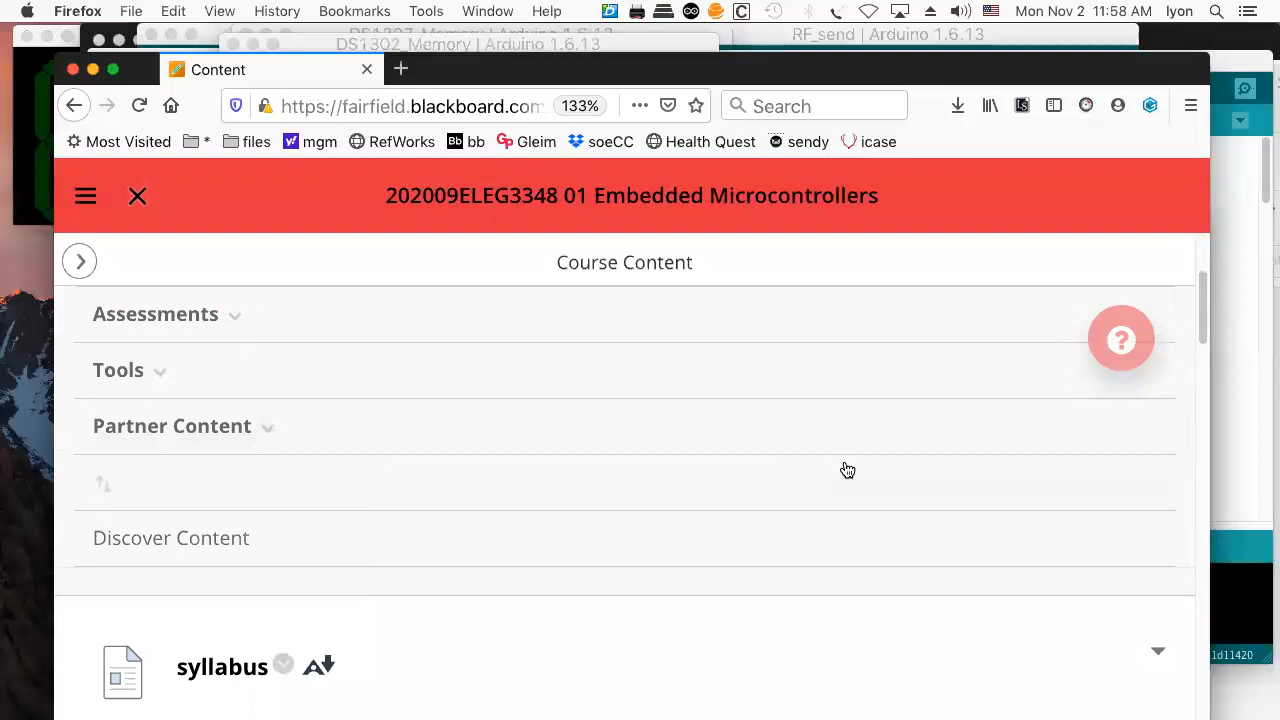 Firefox File Edit View History Bookmarks Tools Window Help Mon Nov 2 11:58 AM lyon
RF_send | Arduino 1.6.13
DS1302_Memory | Arduino 1.6.13
Content
https://fairfield.blackboard.com 133% Search
Most Visited * files mgm RefWorks Bb bb Gp Gleim soeCC Health Quest sendy icase
202009ELEG3348 01 Embedded Microcontrollers
Course Content
Assessments
Tools
Partner Content
Discover Content
syllabus A
1d11420